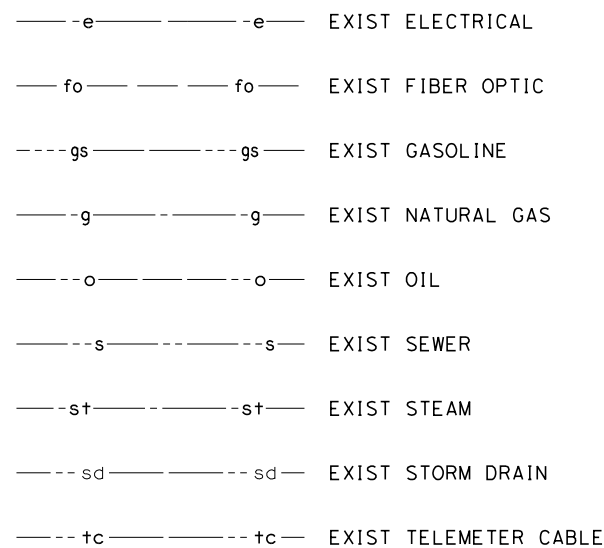 e e EXIST ELECTRICAL
fo fo EXIST FIBER OPTIC
gs gs EXIST GASOLINE
g g EXIST NATURAL GAS
o o EXIST OIL
s s EXIST SEWER
st st EXIST STEAM
sd sd EXIST STORM DRAIN
tc tc EXIST TELEMETER CABLE